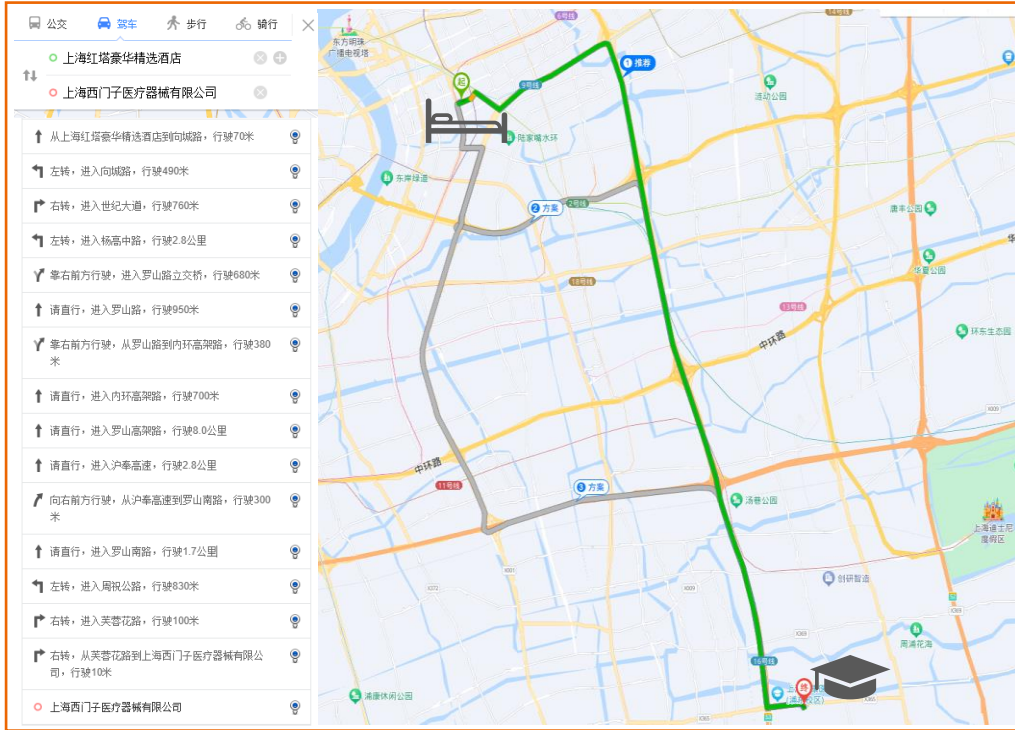 公交
驾车
步行
骑行
上海红塔豪华精选酒店
上海西门子医疗器械有限公司
从上海红塔豪华精选酒店到向城路，行驶70米
左转，进入向城路，行驶490米
右转，进入世纪大道，行驶760米
左转，进入杨高中路，行驶2.8公里
靠右前方行驶，进入罗山路立交桥，行驶680米
请直行，进入罗山路，行驶950米
靠右前方行驶，从罗山路到内环高架路，行驶380
米
请直行，进入内环高架路，行驶700米
请直行，进入罗山高架路，行驶8.0公里
请直行，进入沪奉高速，行驶2.8公里
向右前方行驶，从沪奉高速到罗山南路，行驶300
米
请直行，进入罗山南路，行驶1.7公里
左转，进入周祝公路，行驶830米
右转，进入芙蓉花路，行驶100米
右转，从芙蓉花路到上海西门子医疗器械有限公
司，行驶10米
上海西门子医疗器械有限公司
6号线
14号线
东方明珠
广播电视塔
1 推荐
起
9号线
活动公园
陆家嘴水环
东岸绿道
2 方案
2号线
唐丰公园
华
华夏公园
18号线
13号线
环东生态园
中环路
中环路
11号线
3 方案
汤巷公园
上海迪士尼
度假区
创研智造
周浦花海
16号线
终
浦康休闲公园